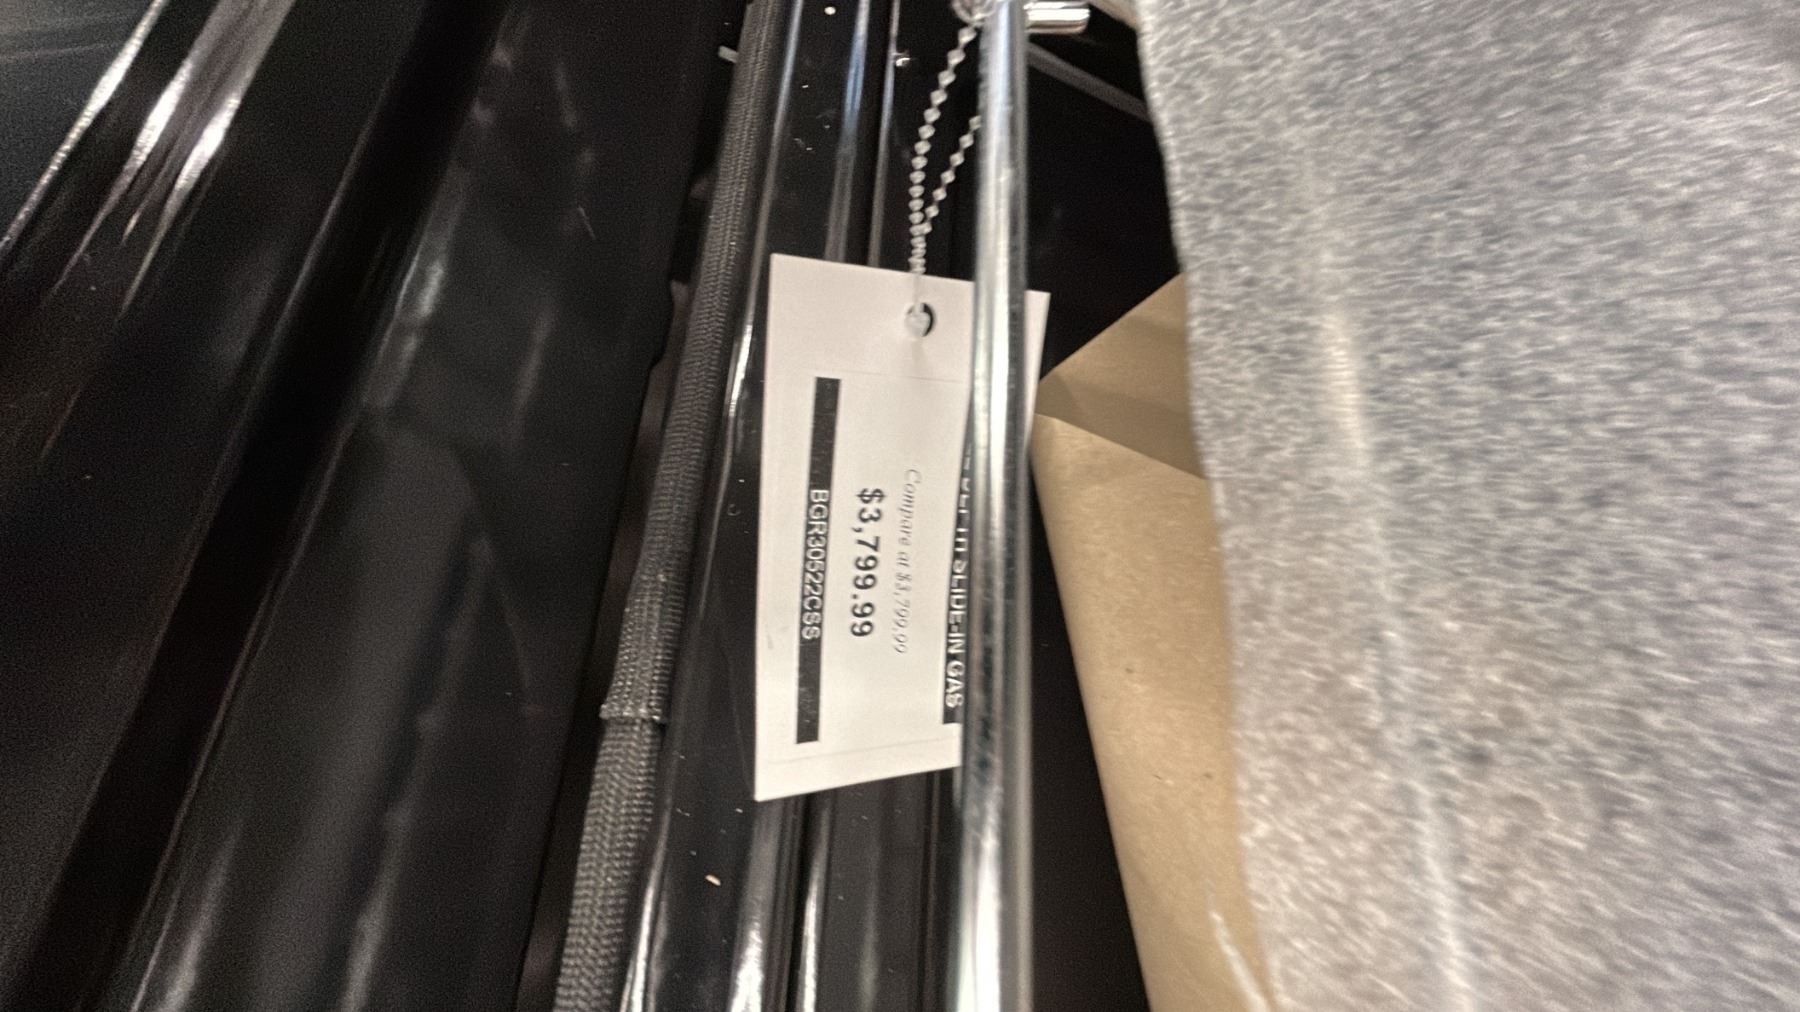 SLIDE-IN GAS
Compare at $3,799.99
$3,799.99
BGR30522CSS